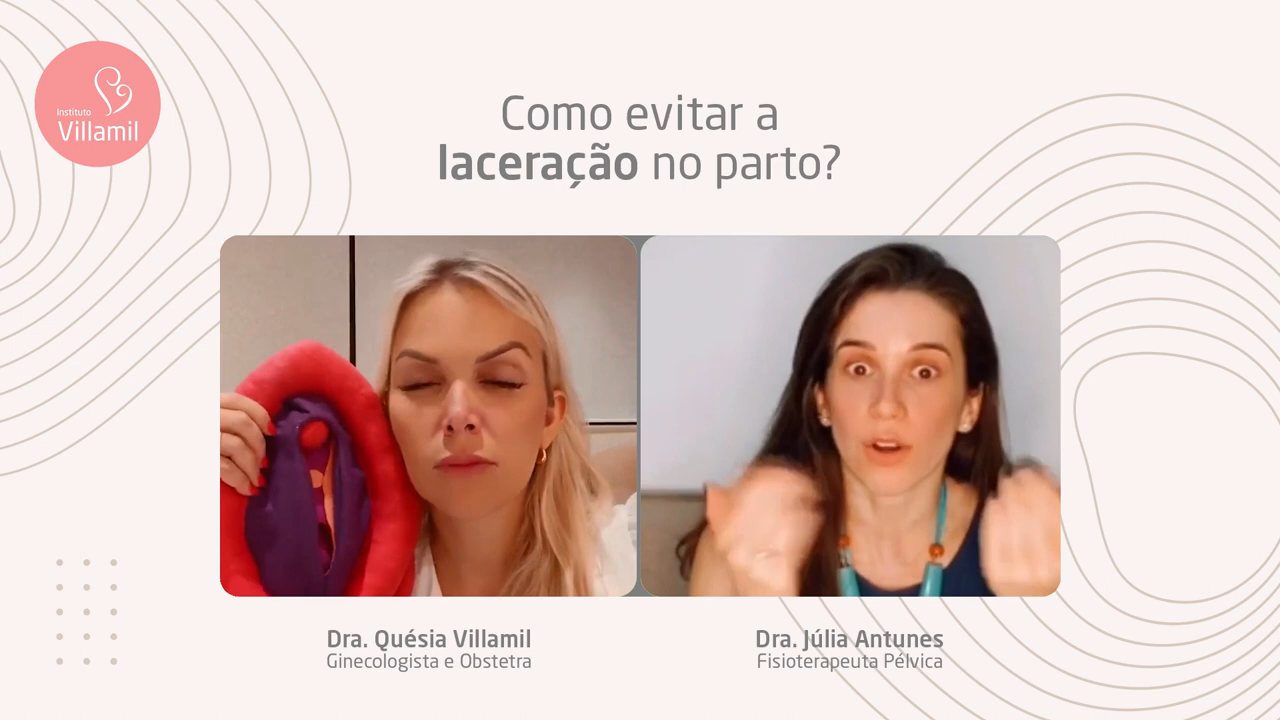 Instituto
Villamil
Como evitar a
laceração no parto?
Dra. Quésia Villamil
Ginecologista e Obstetra
Dra. Júlia Antunes
Fisioterapeuta Pélvica